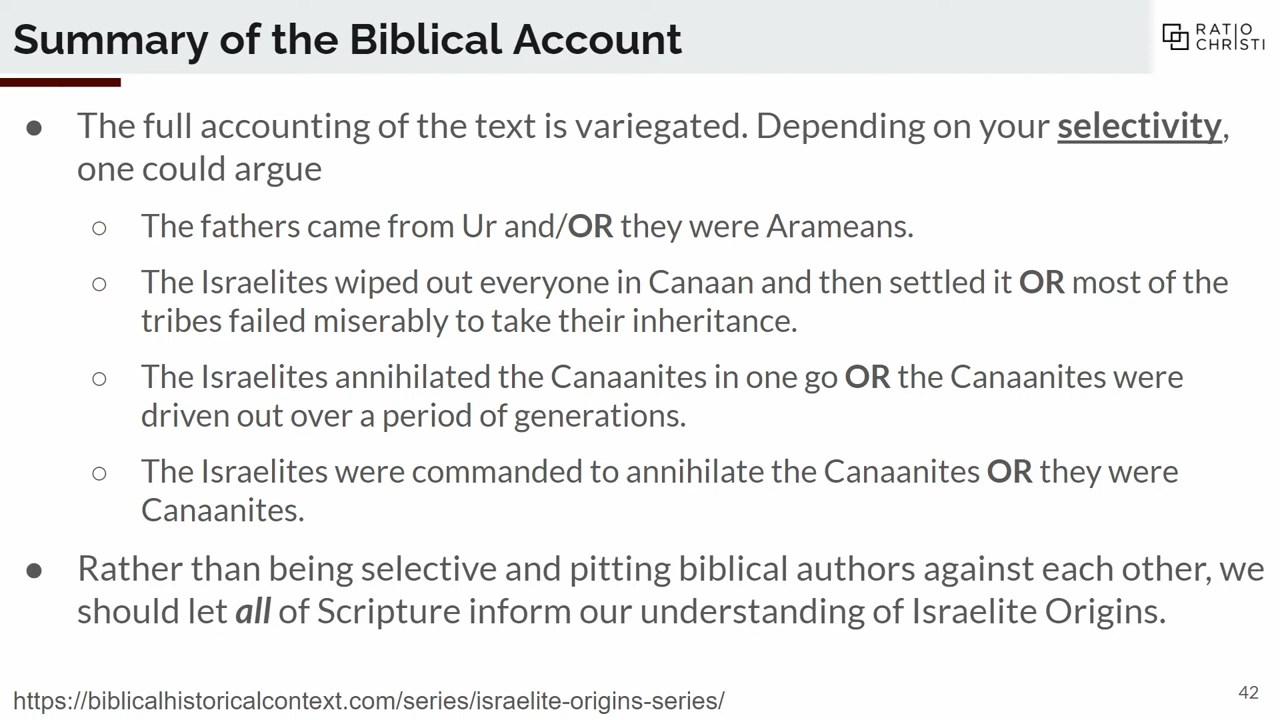 Summary of the Biblical Account
RATIO
CHRISTI
● The full accounting of the text is variegated. Depending on your selectivity,
one could argue
○ The fathers came from Ur and/OR they were Arameans.
○ The Israelites wiped out everyone in Canaan and then settled it OR most of the
tribes failed miserably to take their inheritance.
○ The Israelites annihilated the Canaanites in one go OR the Canaanites were
driven out over a period of generations.
○ The Israelites were commanded to annihilate the Canaanites OR they were
Canaanites.
● Rather than being selective and pitting biblical authors against each other, we
should let all of Scripture inform our understanding of Israelite Origins.
https://biblicalhistoricalcontext.com/series/israelite-origins-series/
42